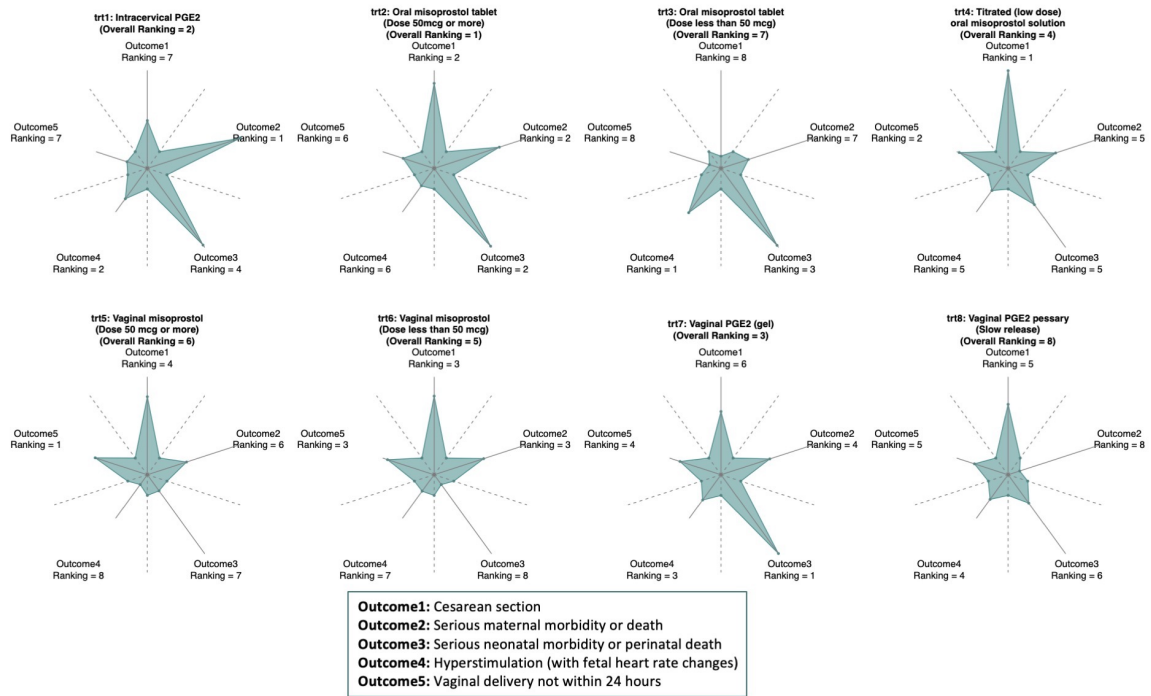 trt1: Intracervical PGE2
(Overall Ranking = 2)
Outcome1
Ranking = 7
Outcome2
Ranking = 1
Outcome3
Ranking = 4
Outcome4
Ranking = 2
Outcome5
Ranking = 7
trt2: Oral misoprostol tablet
(Dose 50mcg or more)
(Overall Ranking = 1)
Outcome1
Ranking = 2
Outcome2
Ranking = 2
Outcome3
Ranking = 2
Outcome4
Ranking = 6
Outcome5
Ranking = 6
trt3: Oral misoprostol tablet
(Dose less than 50 mcg)
(Overall Ranking = 7)
Outcome1
Ranking = 8
Outcome2
Ranking = 7
Outcome3
Ranking = 3
Outcome4
Ranking = 1
Outcome5
Ranking = 8
trt4: Titrated (low dose)
oral misoprostol solution
(Overall Ranking = 4)
Outcome1
Ranking = 1
Outcome2
Ranking = 5
Outcome3
Ranking = 5
Outcome4
Ranking = 5
Outcome5
Ranking = 2
trt5: Vaginal misoprostol
(Dose 50 mcg or more)
(Overall Ranking = 6)
Outcome1
Ranking = 4
Outcome2
Ranking = 6
Outcome3
Ranking = 7
Outcome4
Ranking = 8
Outcome5
Ranking = 1
trt6: Vaginal misoprostol
(Dose less than 50 mcg)
(Overall Ranking = 5)
Outcome1
Ranking = 3
Outcome2
Ranking = 3
Outcome3
Ranking = 8
Outcome4
Ranking = 7
Outcome5
Ranking = 3
trt7: Vaginal PGE2 (gel)
(Overall Ranking = 3)
Outcome1
Ranking = 6
Outcome2
Ranking = 4
Outcome3
Ranking = 1
Outcome4
Ranking = 3
Outcome5
Ranking = 4
trt8: Vaginal PGE2 pessary
(Slow release)
(Overall Ranking = 8)
Outcome1
Ranking = 5
Outcome2
Ranking = 8
Outcome3
Ranking = 6
Outcome4
Ranking = 4
Outcome5
Ranking = 5
Outcome1: Cesarean section
Outcome2: Serious maternal morbidity or death
Outcome3: Serious neonatal morbidity or perinatal death
Outcome4: Hyperstimulation (with fetal heart rate changes)
Outcome5: Vaginal delivery not within 24 hours